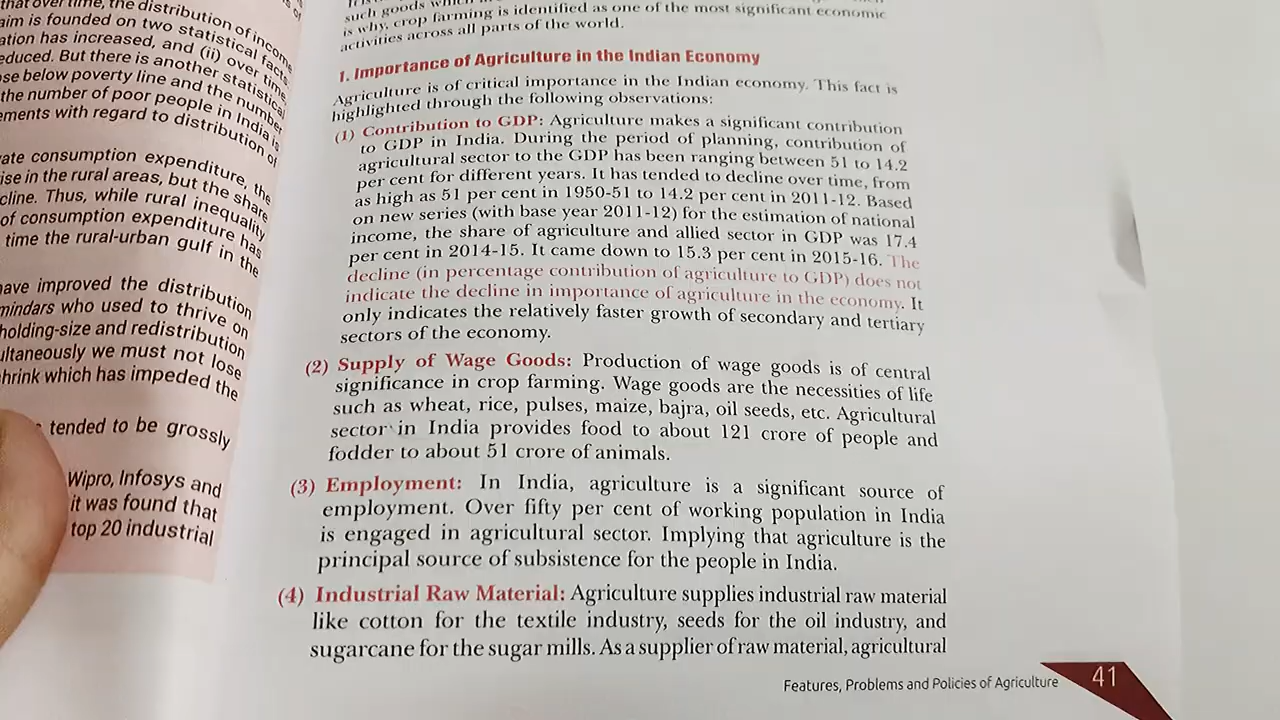 that over time, the distribution of income
aim is founded on two statistical facts
ation has increased, and (ii) over time
educed. But there is another statistical
ose below poverty line and the number
the number of poor people in India is
ements with regard to distribution of
ate consumption expenditure, the
ise in the rural areas, but the share
cline. Thus, while rural inequality
of consumption expenditure has
time the rural-urban gulf in the
ave improved the distribution
mindars who used to thrive on
holding-size and redistribution
ultaneously we must not lose
hrink which has impeded the
tended to be grossly
Wipro, Infosys and
it was found that
top 20 industrial
such goods which
is why, crop farming is identified as one of the most significant economic
activities across all parts of the world.
1. Importance of Agriculture in the Indian Economy
Agriculture is of critical importance in the Indian economy. This fact is
highlighted through the following observations:
(1) Contribution to GDP: Agriculture makes a significant contribution
to GDP in India. During the period of planning, contribution of
agricultural sector to the GDP has been ranging between 51 to 14.2
per cent for different years. It has tended to decline over time, from
as high as 51 per cent in 1950-51 to 14.2 per cent in 2011-12. Based
on new series (with base year 2011-12) for the estimation of national
income, the share of agriculture and allied sector in GDP was 17.4
per cent in 2014-15. It came down to 15.3 per cent in 2015-16. The
decline (in percentage contribution of agriculture to GDP) does not
indicate the decline in importance of agriculture in the economy. It
only indicates the relatively faster growth of secondary and tertiary
sectors of the economy.
(2) Supply of Wage Goods: Production of wage goods is of central
significance in crop farming. Wage goods are the necessities of life
such as wheat, rice, pulses, maize, bajra, oil seeds, etc. Agricultural
sector in India provides food to about 121 crore of people and
fodder to about 51 crore of animals.
(3) Employment: In India, agriculture is a significant source of
employment. Over fifty per cent of working population in India
is engaged in agricultural sector. Implying that agriculture is the
principal source of subsistence for the people in India.
(4) Industrial Raw Material: Agriculture supplies industrial raw material
like cotton for the textile industry, seeds for the oil industry, and
sugarcane for the sugar mills. As a supplier of raw material, agricultural
Features, Problems and Policies of Agriculture 41